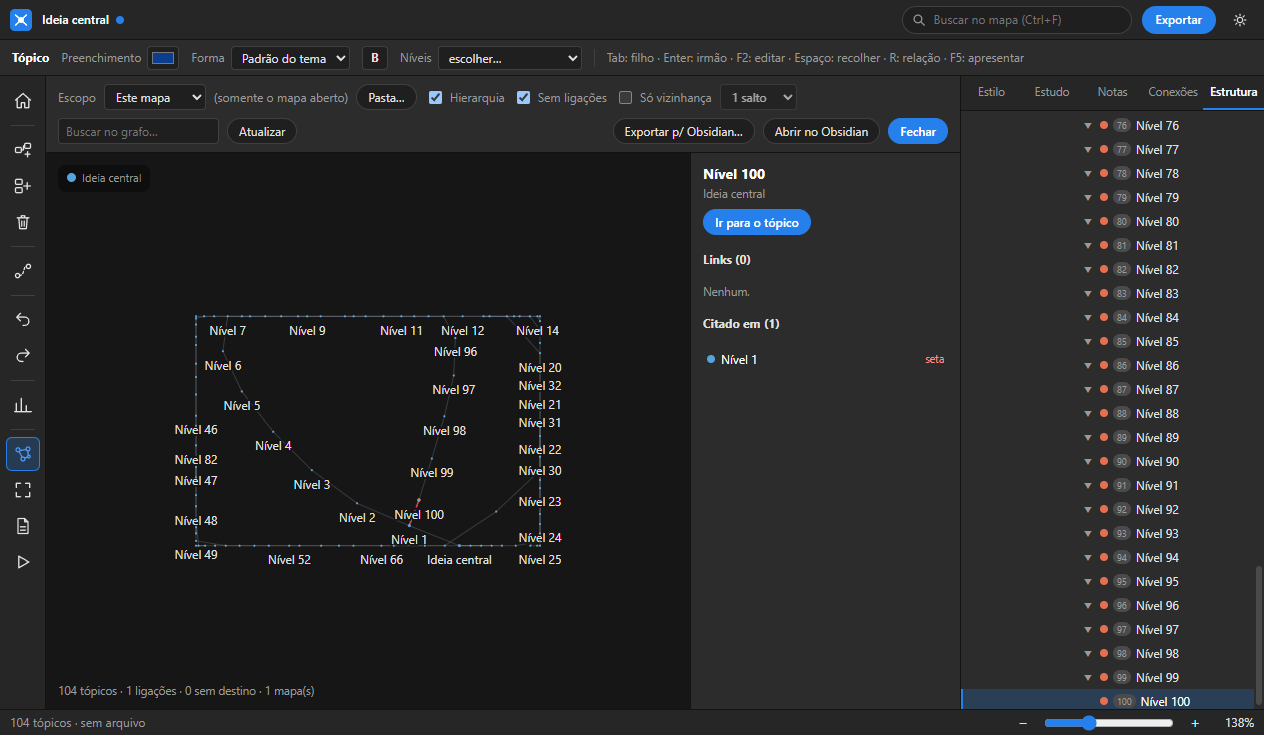 Ideia central
Buscar no mapa (Ctrl+F)
Exportar
Tópico
Preenchimento
Forma
Padrão do tema
B
Níveis
escolher...
Tab: filho · Enter: irmão · F2: editar · Espaço: recolher · R: relação · F5: apresentar
Escopo
Este mapa
(somente o mapa aberto)
Pasta...
Hierarquia
Sem ligações
Só vizinhança
1 salto
Buscar no grafo...
Atualizar
Exportar p/ Obsidian...
Abrir no Obsidian
Fechar
Ideia central
Nível 7
Nível 9
Nível 11
Nível 12
Nível 14
Nível 96
Nível 6
Nível 20
Nível 97
Nível 32
Nível 5
Nível 21
Nível 31
Nível 46
Nível 98
Nível 4
Nível 22
Nível 82
Nível 99
Nível 30
Nível 47
Nível 3
Nível 23
Nível 2
Nível 100
Nível 48
Nível 1
Nível 24
Nível 49
Nível 52
Nível 66
Ideia central
Nível 25
104 tópicos · 1 ligações · 0 sem destino · 1 mapa(s)
Nível 100
Ideia central
Ir para o tópico
Links (0)
Nenhum.
Citado em (1)
Nível 1
seta
Estilo
Estudo
Notas
Conexões
Estrutura
76 Nível 76
77 Nível 77
78 Nível 78
79 Nível 79
80 Nível 80
81 Nível 81
82 Nível 82
83 Nível 83
84 Nível 84
85 Nível 85
86 Nível 86
87 Nível 87
88 Nível 88
89 Nível 89
90 Nível 90
91 Nível 91
92 Nível 92
93 Nível 93
94 Nível 94
95 Nível 95
96 Nível 96
97 Nível 97
98 Nível 98
99 Nível 99
100 Nível 100
104 tópicos · sem arquivo
138%